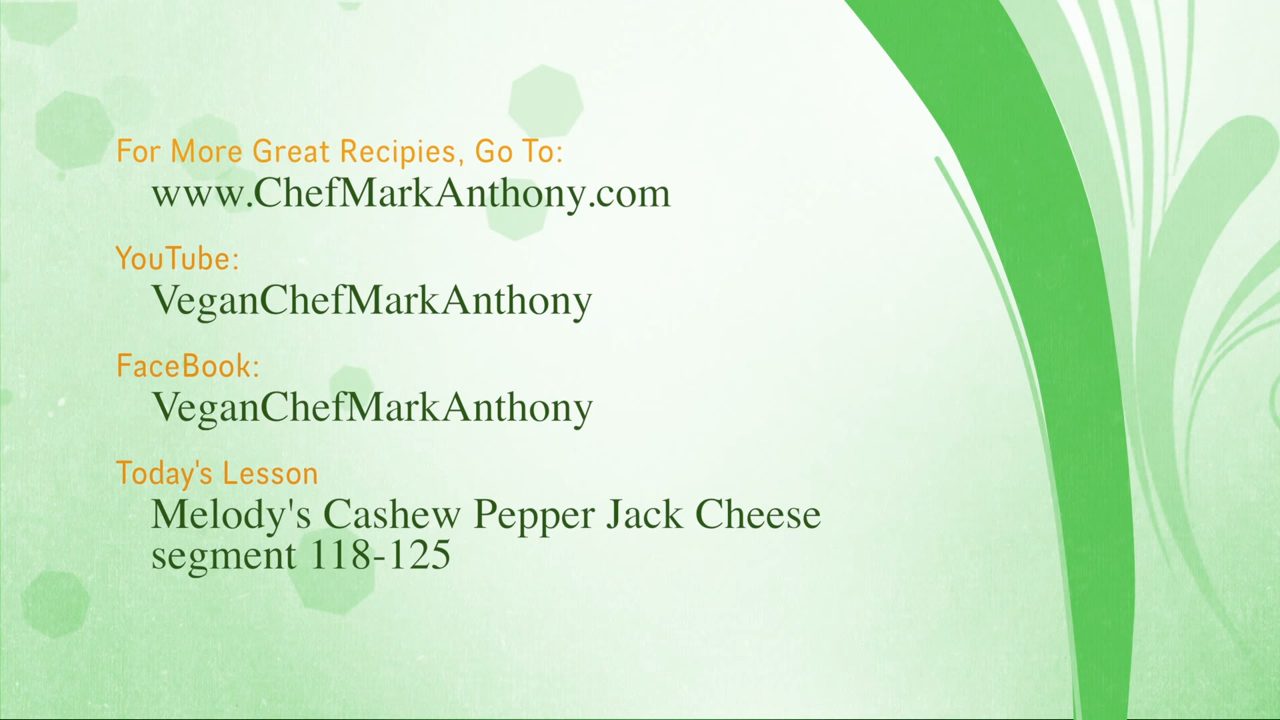 For More Great Recipies, Go To:
www.ChefMarkAnthony.com
YouTube:
VeganChefMarkAnthony
FaceBook:
VeganChefMarkAnthony
Today's Lesson
Melody's Cashew Pepper Jack Cheese
segment 118-125